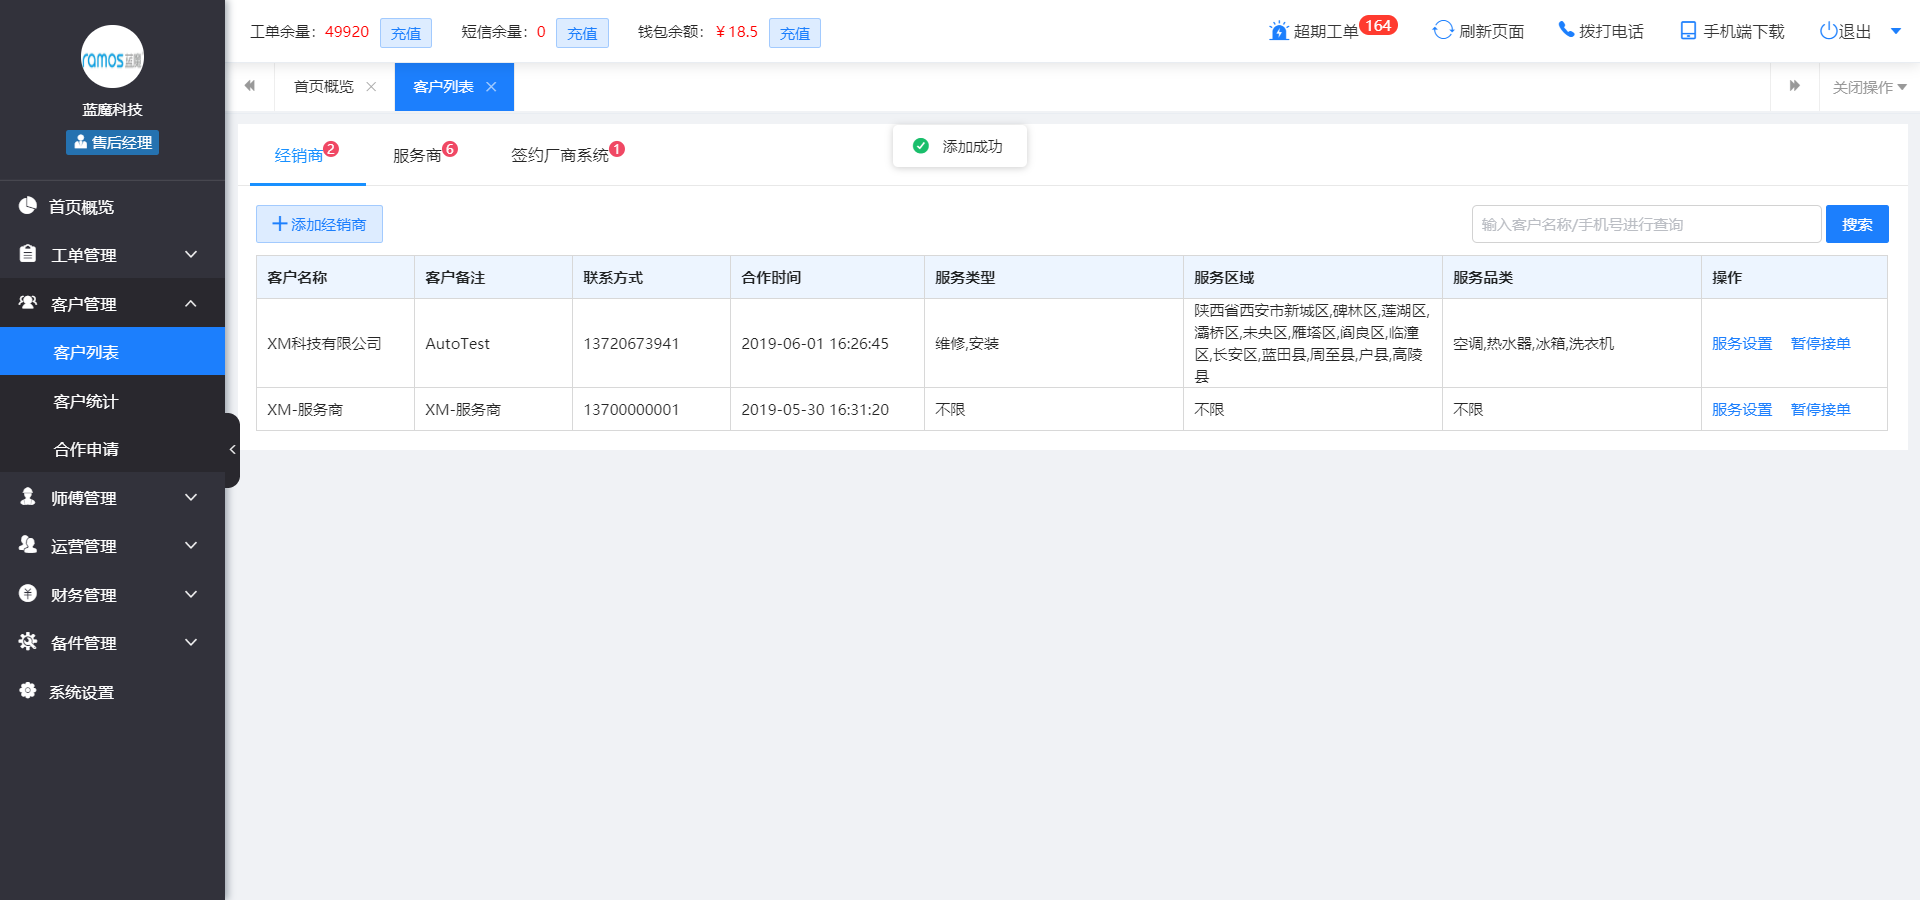 ramos蓝魔
蓝魔科技
售后经理
首页概览
工单管理
客户管理
客户列表
客户统计
合作申请
师傅管理
运营管理
财务管理
备件管理
系统设置
工单余量：49920 充值 短信余量：0 充值 钱包余额：￥18.5 充值
超期工单 164 刷新页面 拨打电话 手机端下载 退出
首页概览 客户列表 关闭操作
经销商 2 服务商 6 签约厂商系统 1
添加成功
添加经销商
输入客户名称/手机号进行查询 搜索
客户名称 客户备注 联系方式 合作时间 服务类型 服务区域 服务品类 操作
XM科技有限公司 AutoTest 13720673941 2019-06-01 16:26:45 维修,安装
陕西省西安市新城区,碑林区,莲湖区,
灞桥区,未央区,雁塔区,阎良区,临潼
区,长安区,蓝田县,周至县,户县,高陵
县
空调,热水器,冰箱,洗衣机 服务设置 暂停接单
XM-服务商 XM-服务商 13700000001 2019-05-30 16:31:20 不限 不限 不限 服务设置 暂停接单